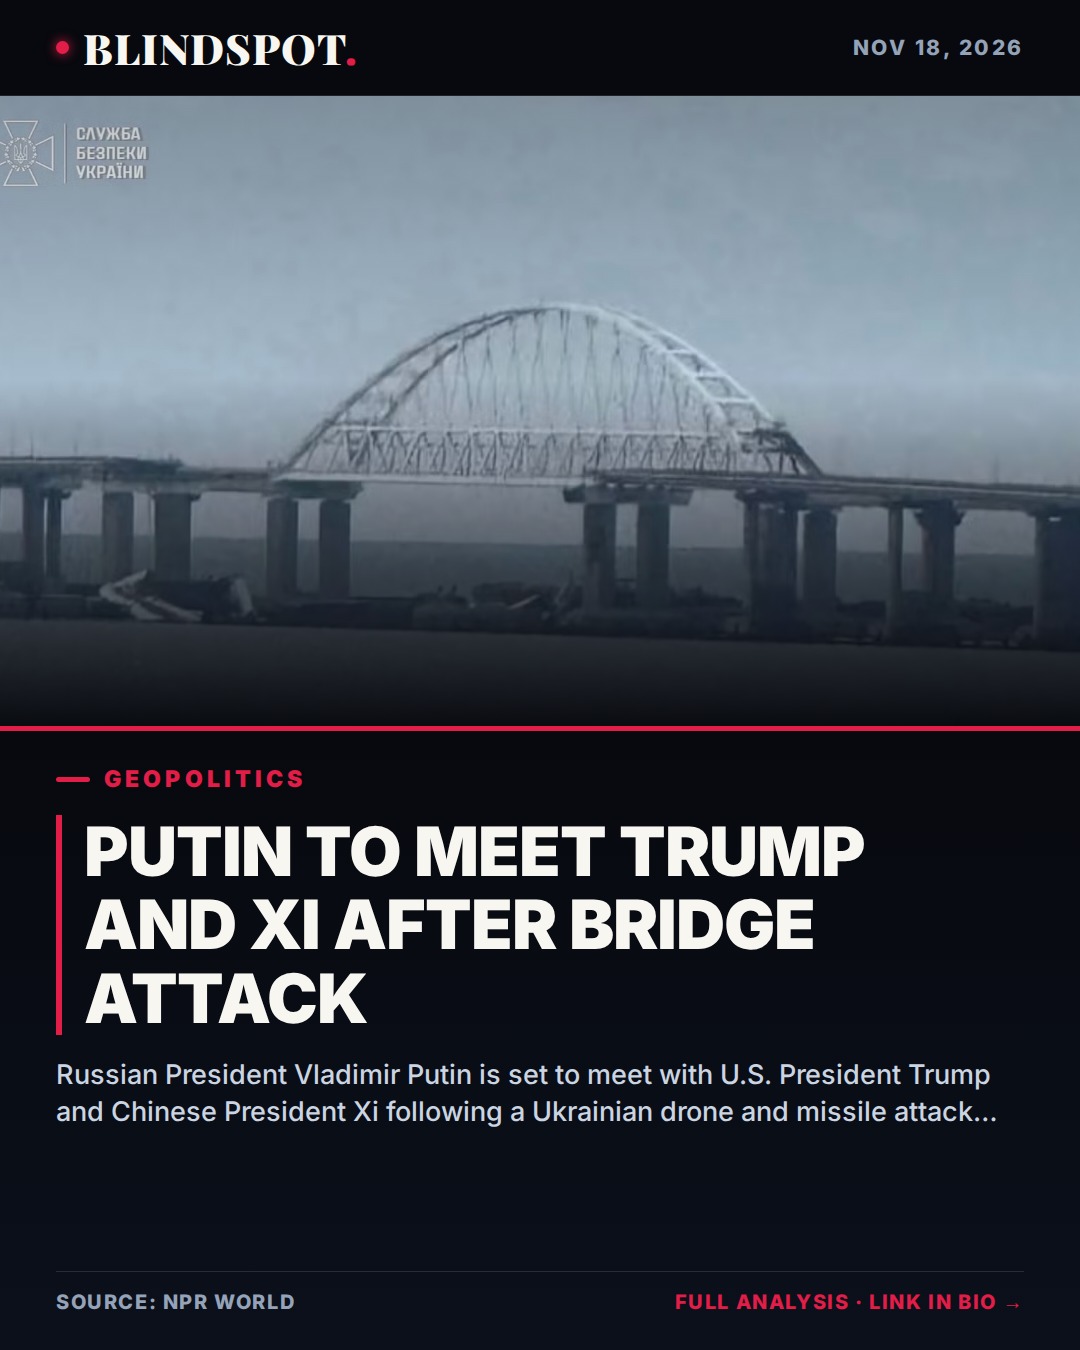 BLINDSPOT.
NOV 18, 2026
СЛУЖБА
БЕЗПЕКИ
УКРАЇНИ
GEOPOLITICS
PUTIN TO MEET TRUMP
AND XI AFTER BRIDGE
ATTACK
Russian President Vladimir Putin is set to meet with U.S. President Trump
and Chinese President Xi following a Ukrainian drone and missile attack...
SOURCE: NPR WORLD
FULL ANALYSIS · LINK IN BIO →